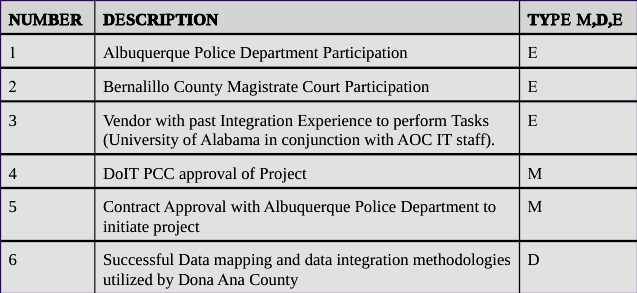 NUMBER DESCRIPTION TYPE M,D,E
1 Albuquerque Police Department Participation E
2 Bernalillo County Magistrate Court Participation E
3 Vendor with past Integration Experience to perform Tasks E
(University of Alabama in conjunction with AOC IT staff).
4 DoIT PCC approval of Project M
5 Contract Approval with Albuquerque Police Department to M
initiate project
6 Successful Data mapping and data integration methodologies D
utilized by Dona Ana County